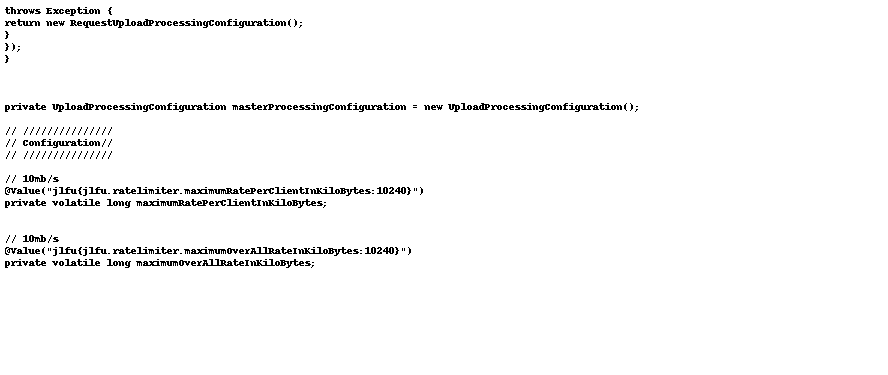 throws Exception {
return new RequestUploadProcessingConfiguration();
}
});
}
private UploadProcessingConfiguration masterProcessingConfiguration = new UploadProcessingConfiguration();
// ///////////////
// Configuration//
// ///////////////
// 10mb/s
@Value("jlfu{jlfu.ratelimiter.maximumRatePerClientInKiloBytes:10240}")
private volatile long maximumRatePerClientInKiloBytes;
// 10mb/s
@Value("jlfu{jlfu.ratelimiter.maximumOverAllRateInKiloBytes:10240}")
private volatile long maximumOverAllRateInKiloBytes;